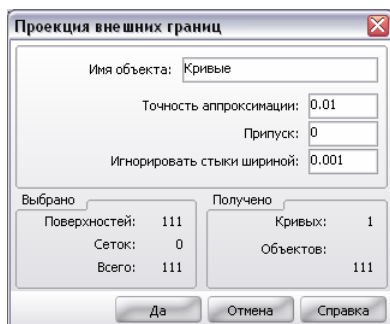 Проекция внешних границ
Имя объекта: Кривые
Точность аппроксимации: 0.01
Припуск: 0
Игнорировать стыки шириной: 0.001
Выбрано
Поверхностей: 111
Сеток: 0
Всего: 111
Получено
Кривых: 1
Объектов:
111
Да Отмена Справка